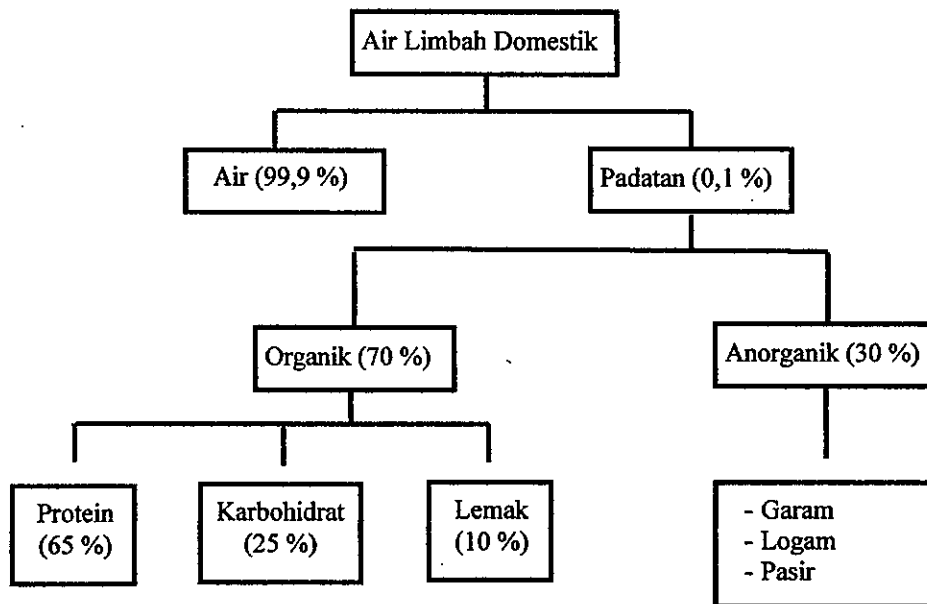 Air Limbah Domestik
Air (99,9 %)
Padatan (0,1 %)
Organik (70 %)
Anorganik (30 %)
Protein
(65 %)
Karbohidrat
(25 %)
Lemak
(10 %)
- Garam
- Logam
- Pasir